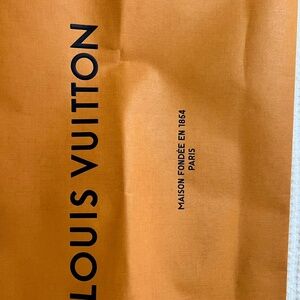 LOUIS VUITTON
MAISON FONDÉE EN 1854
PARIS